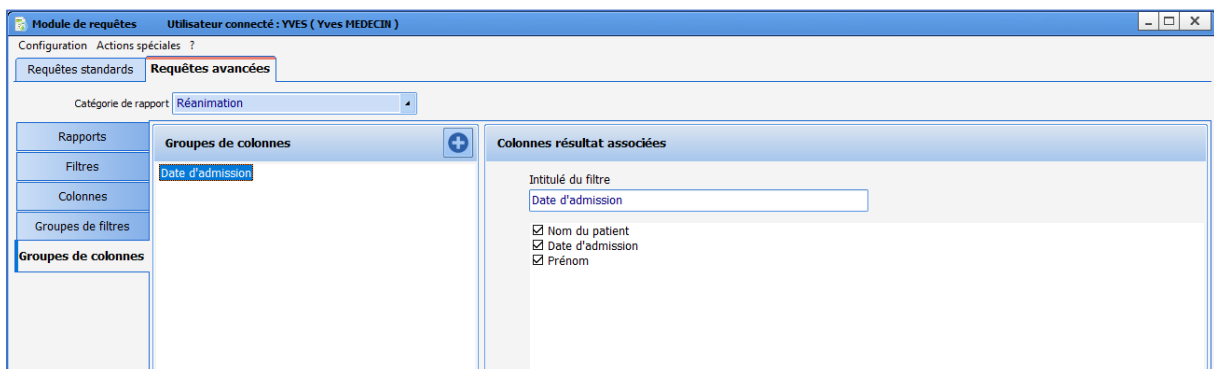 Module de requêtes Utilisateur connecté : YVES ( Yves MEDECIN )
Configuration Actions spéciales ?
Requêtes standards Requêtes avancées
Catégorie de rapport Réanimation
Rapports
Filtres
Colonnes
Groupes de filtres
Groupes de colonnes
Groupes de colonnes
Date d'admission
Colonnes résultat associées
Intitulé du filtre
Date d'admission
Nom du patient
Date d'admission
Prénom